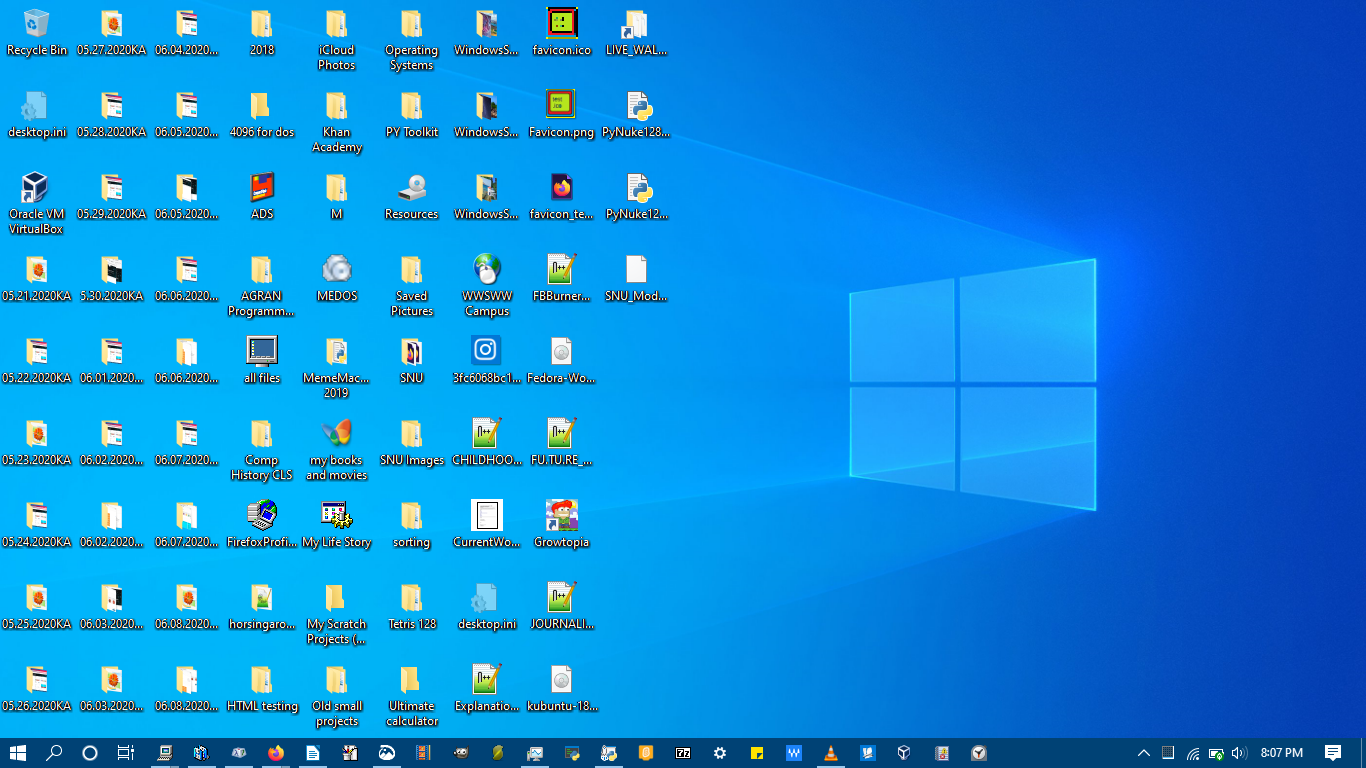 Recycle Bin
05.27.2020KA
06.04.2020...
2018
iCloud
Photos
Operating
Systems
WindowsS...
favicon.ico
LIVE_WAL...
desktop.ini
05.28.2020KA
06.05.2020...
4096 for dos
Khan
Academy
PY Toolkit
WindowsS...
Favicon.png
PyNuke128...
Oracle VM
VirtualBox
05.29.2020KA
06.05.2020...
ADS
M
Resources
WindowsS...
favicon_te...
PyNuke12...
05.21.2020KA
5.30.2020KA
06.06.2020...
AGRAN
Programm...
MEDOS
Saved
Pictures
WWSWW
Campus
FBBurner...
SNU_Mod...
05.22.2020KA
06.01.2020...
06.06.2020...
all files
MemeMac...
2019
SNU
3fc6068bc1...
Fedora-Wo...
05.23.2020KA
06.02.2020...
06.07.2020...
Comp
History CLS
my books
and movies
SNU Images
CHILDHOO...
FU.TU.RE_...
05.24.2020KA
06.02.2020...
06.07.2020...
FirefoxProfi...
My Life Story
sorting
CurrentWo...
Growtopia
05.25.2020KA
06.03.2020...
06.08.2020...
horsingaro...
My Scratch
Projects (...
Tetris 128
desktop.ini
JOURNALI...
05.26.2020KA
06.03.2020...
06.08.2020...
HTML testing
Old small
projects
Ultimate
calculator
Explanatio...
kubuntu-18...
8:07 PM